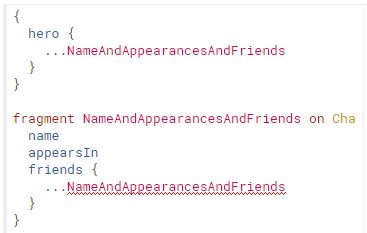 {
  hero {
    ...NameAndAppearancesAndFriends
  }
}

fragment NameAndAppearancesAndFriends on Cha
  name
  appearsIn
  friends {
    ...NameAndAppearancesAndFriends
  }
}